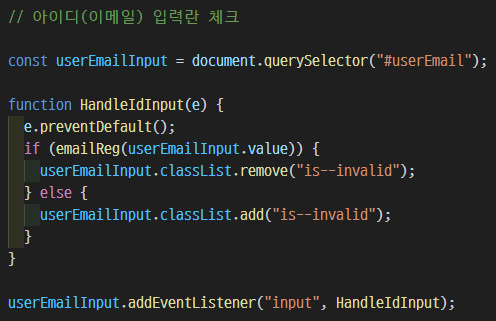 // 아이디(이메일) 입력란 체크
const userEmailInput = document.querySelector("#userEmail");
function HandleIdInput(e) {
e.preventDefault();
if (emailReg(userEmailInput.value)) {
userEmailInput.classList.remove("is--invalid");
} else {
userEmailInput.classList.add("is--invalid");
}
}
userEmailInput.addEventListener("input", HandleIdInput);